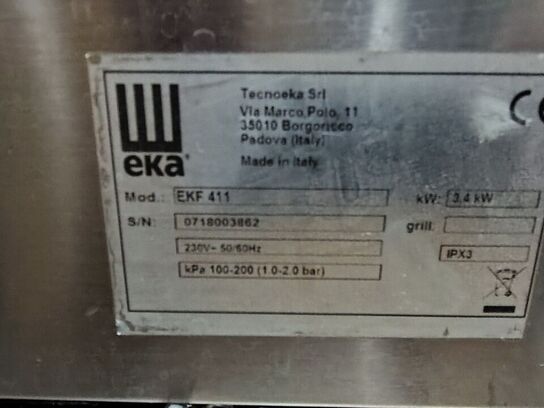 eka
Tecnoeka Srl
Via Marco Polo, 11
35010 Borgoricco
Padova (Italy)
Made in Italy
CE
Mod.: EKF 411
kW: 3,4 kW
S/N: 0718003862
grill:
230V~ 50/60Hz
IPX3
kPa 100-200 (1.0-2.0 bar)